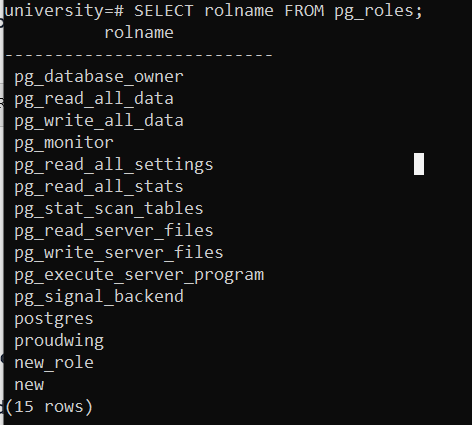 university=# SELECT rolname FROM pg_roles;
rolname
---------------------------
pg_database_owner
pg_read_all_data
pg_write_all_data
pg_monitor
pg_read_all_settings
pg_read_all_stats
pg_stat_scan_tables
pg_read_server_files
pg_write_server_files
pg_execute_server_program
pg_signal_backend
postgres
proudwing
new_role
new
(15 rows)